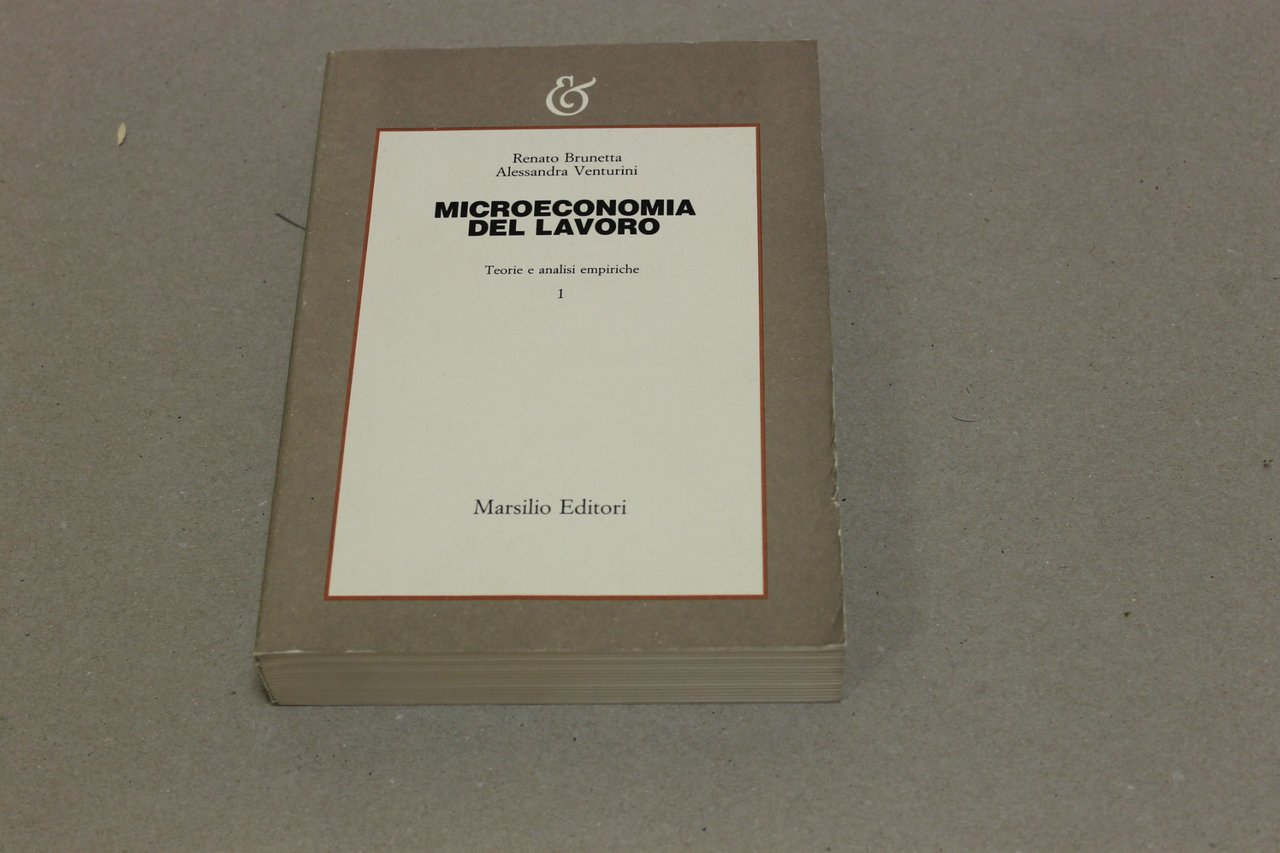 &
Renato Brunetta
Alessandra Venturini
MICROECONOMIA
DEL LAVORO
Teorie e analisi empiriche
1
Marsilio Editori